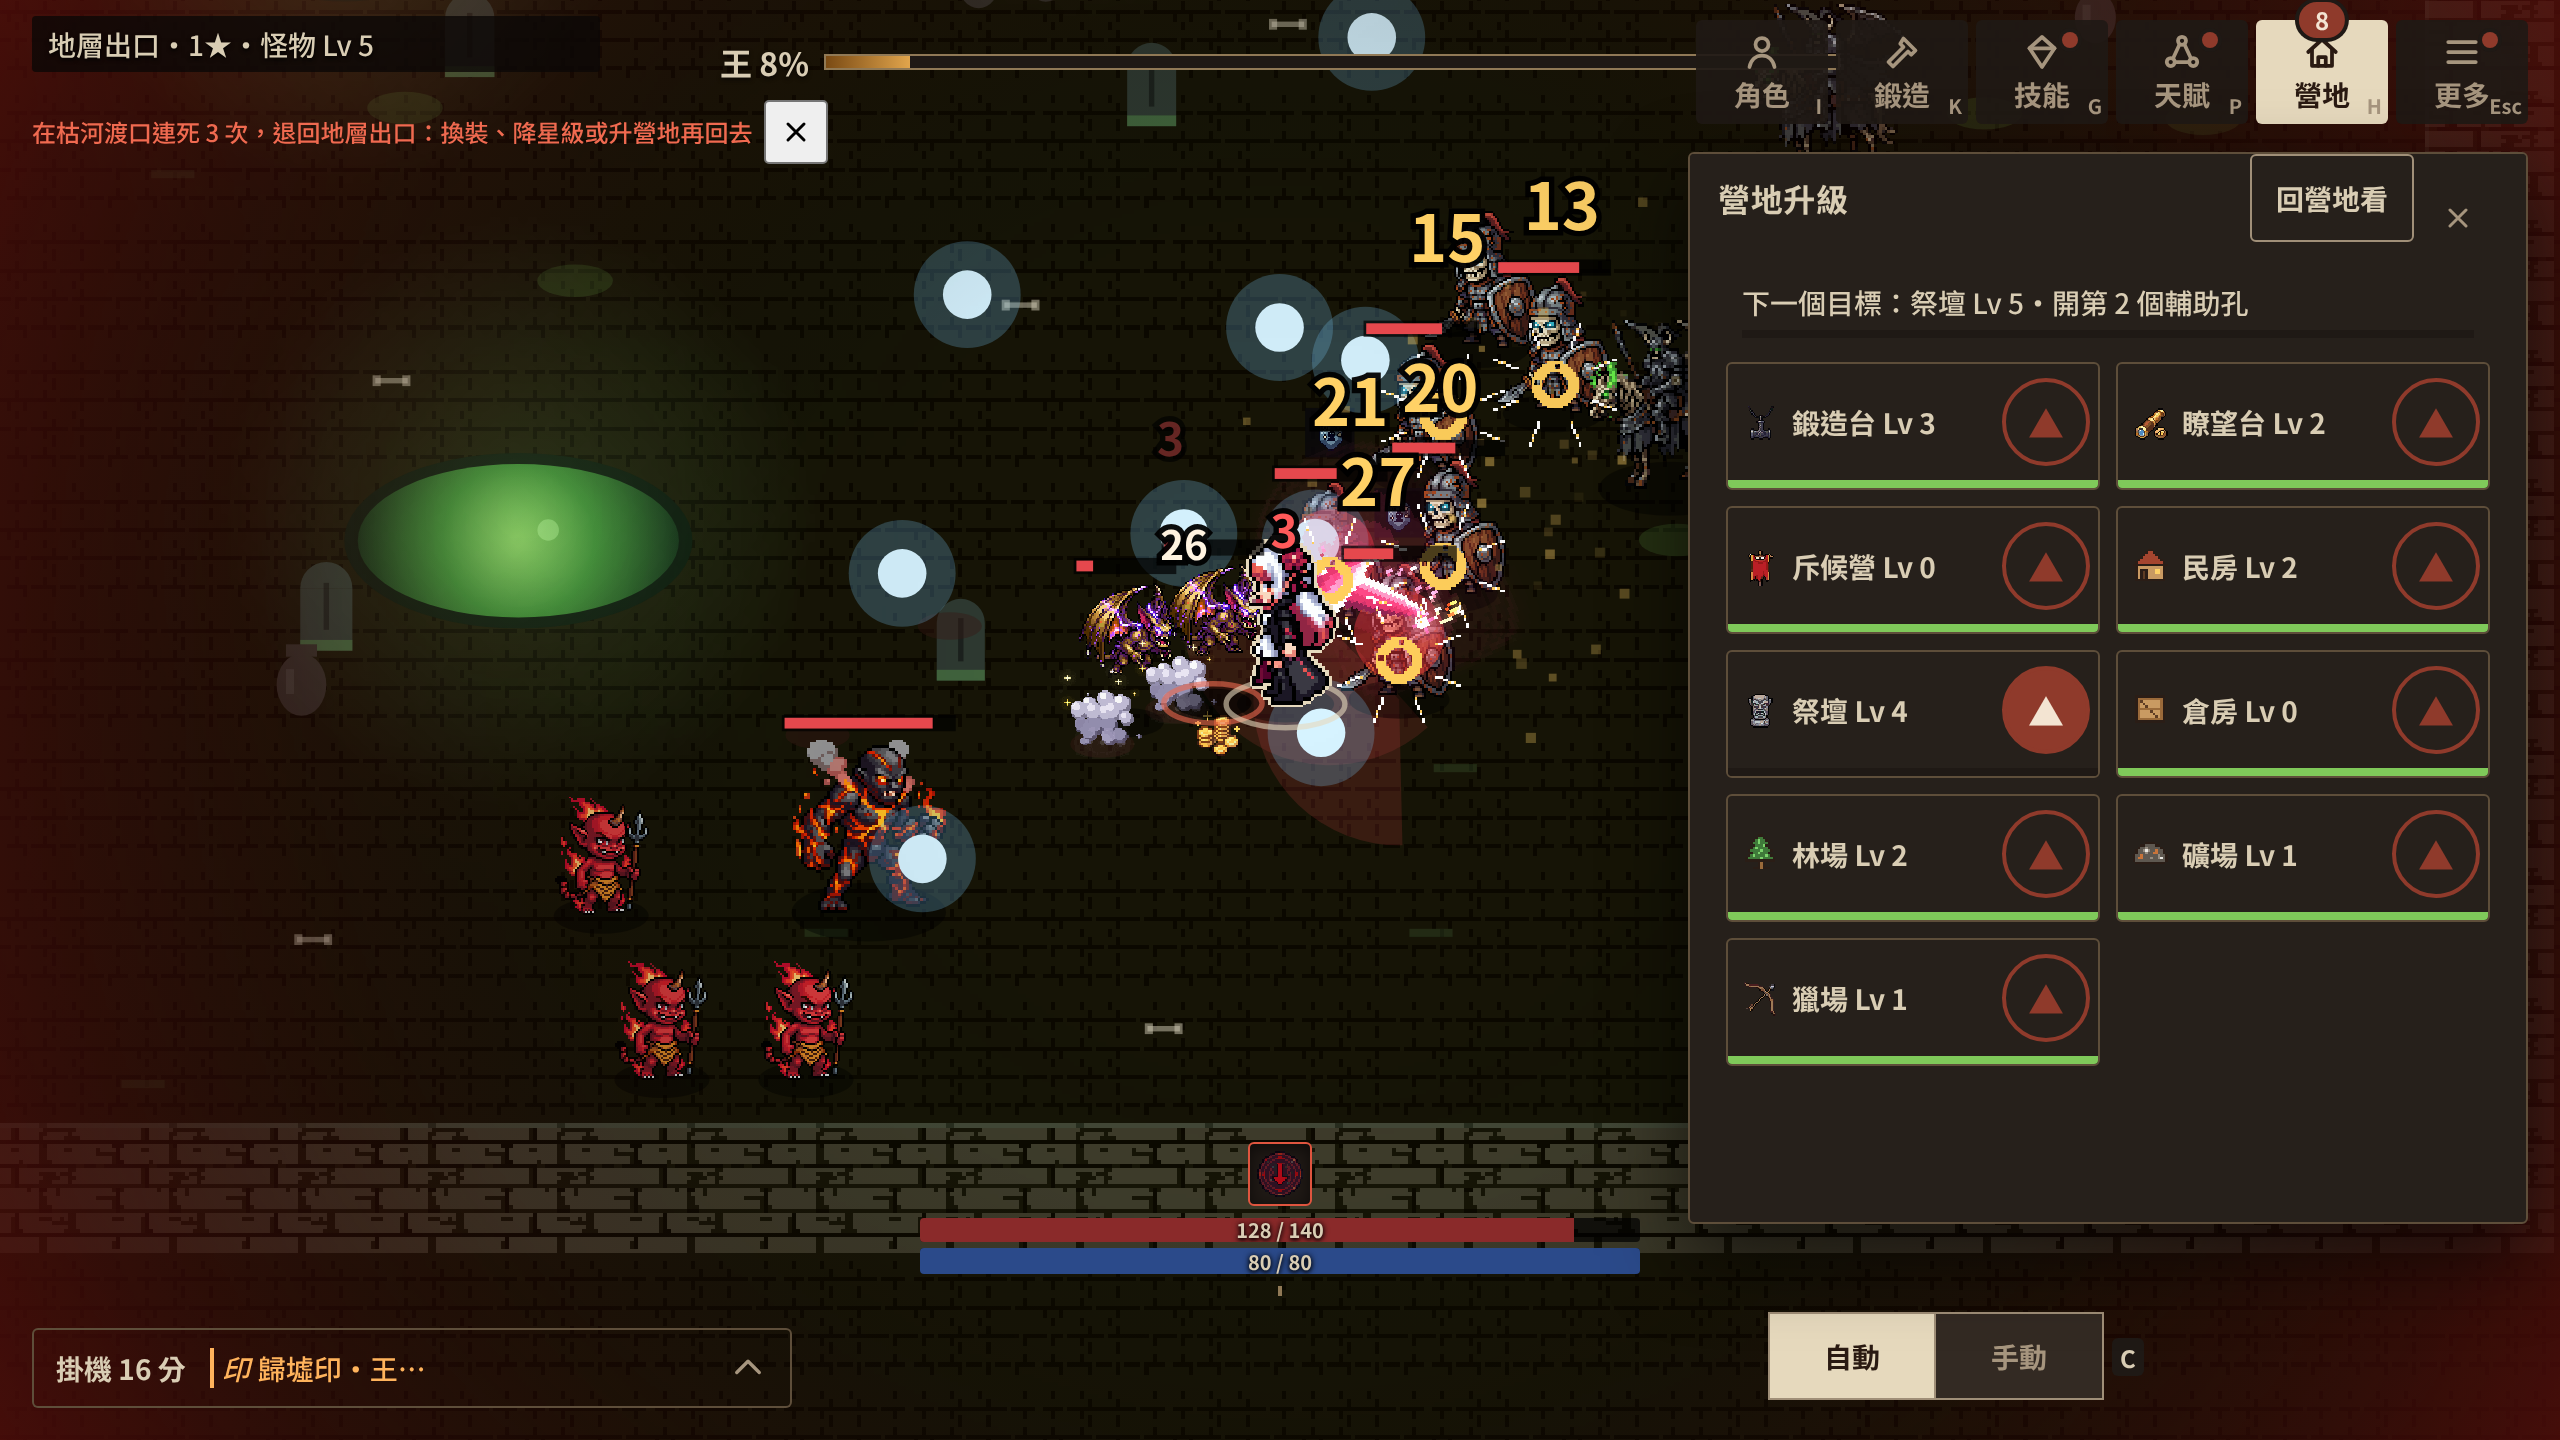 地層出口・1★・怪物 Lv 5
王 8%
在枯河渡口連死 3 次，退回地層出口：換裝、降星級或升營地再回去
角色 I
鍛造 K
技能 G
天賦 P
8
營地 H
更多 Esc
營地升級
回營地看
下一個目標：祭壇 Lv 5・開第 2 個輔助孔
鍛造台 Lv 3
瞭望台 Lv 2
斥候營 Lv 0
民房 Lv 2
祭壇 Lv 4
倉房 Lv 0
林場 Lv 2
礦場 Lv 1
獵場 Lv 1
13
15
21
20
3
27
3
26
128 / 140
80 / 80
掛機 16 分
印 歸墟印・王…
自動
手動
C